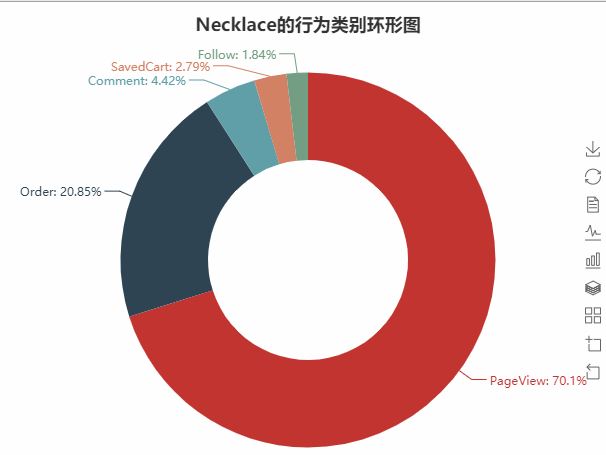 Necklace的行为类别环形图
Follow: 1.84%
SavedCart: 2.79%
Comment: 4.42%
Order: 20.85%
PageView: 70.1%